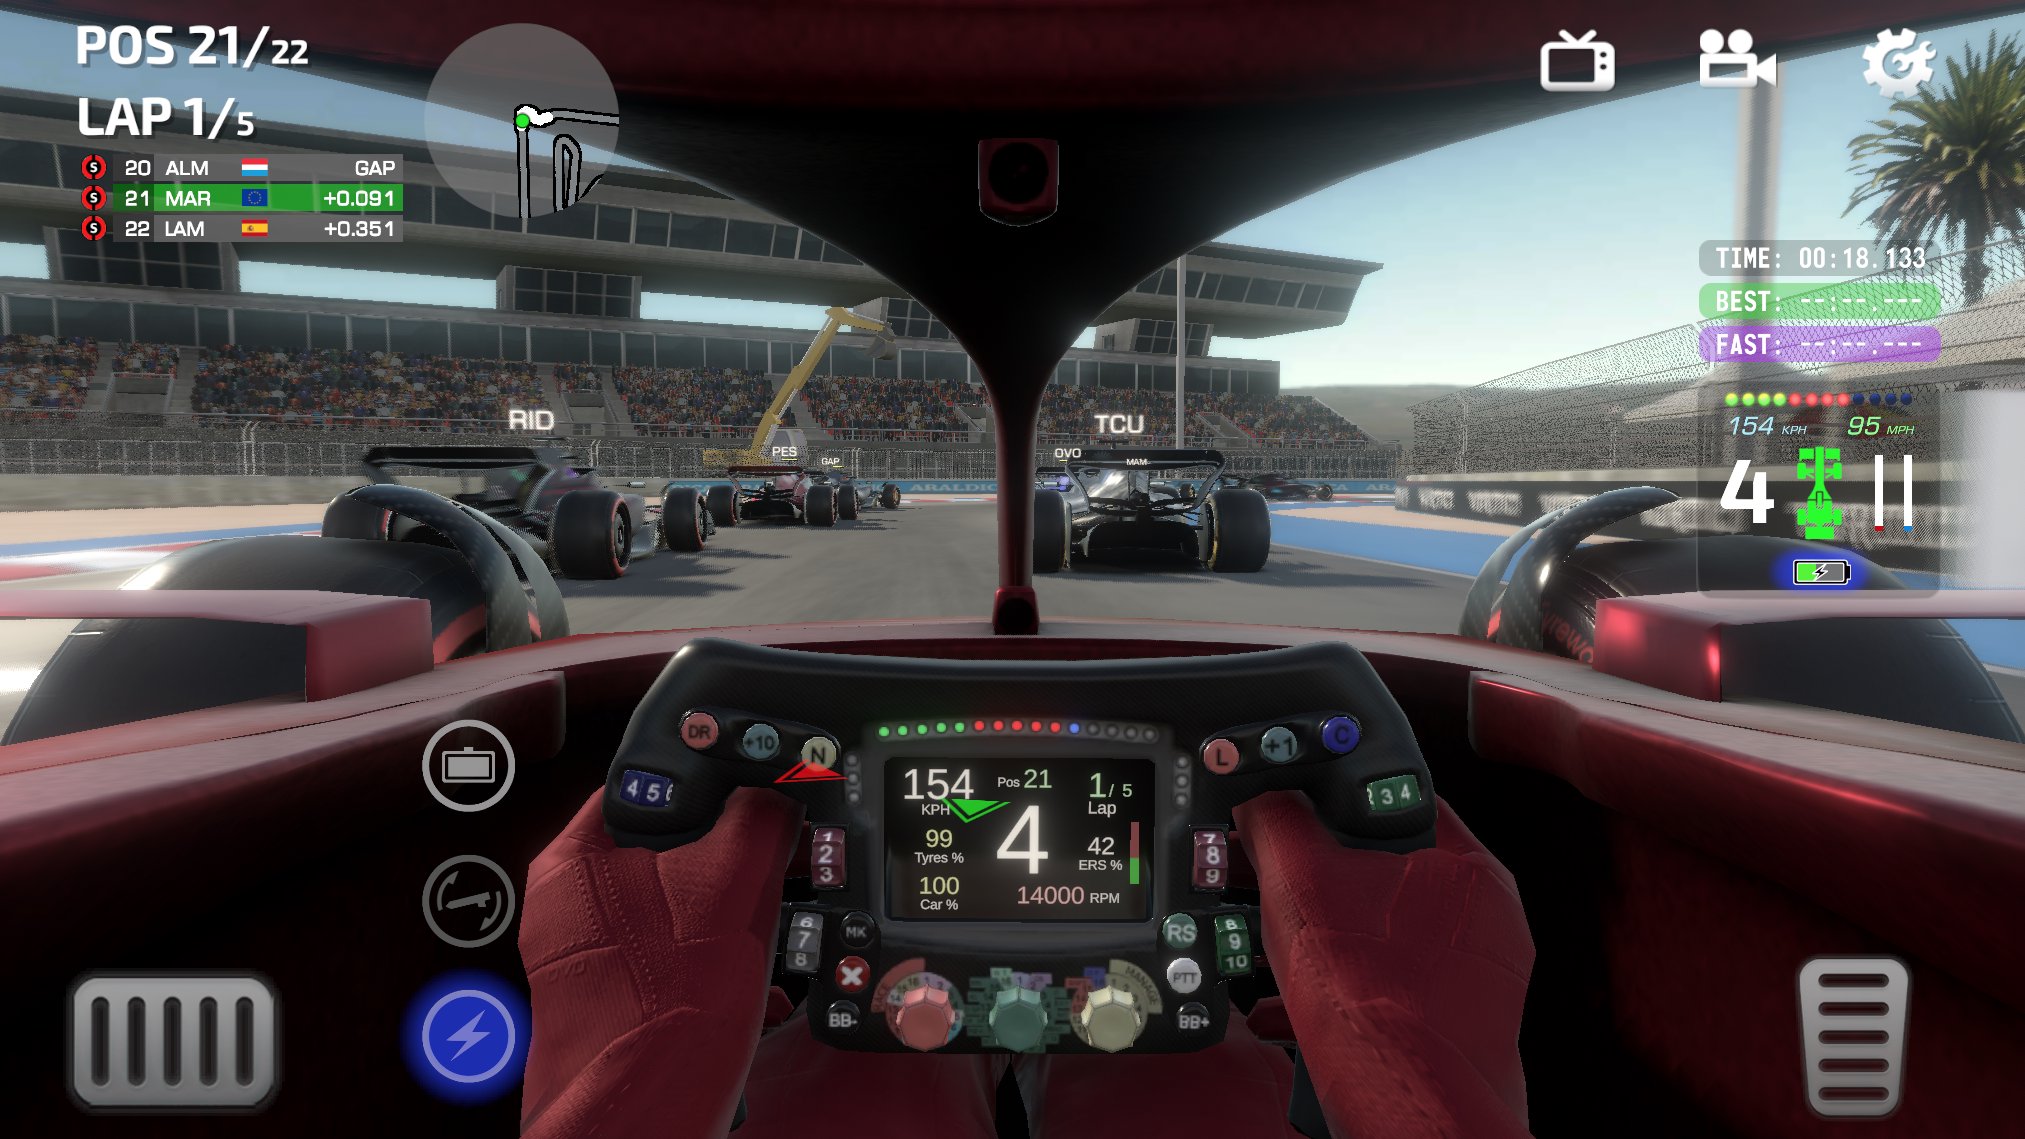 POS 21/22
LAP 1/5
S 20 ALM GAP
S 21 MAR +0.091
S 22 LAM +0.351
TIME: 00:18.133
BEST: --:--.---
FAST: --:--.---
154 KPH 95 MPH
4
RID
TCU
PES
GAP
OVO
MAM
ARALDIC
DR
+10
N
L
+1
C
4 5 6
3 4
154 KPH
Pos 21
1/ 5 Lap
99 Tyres %
4
42 ERS %
100 Car %
14000 RPM
1 2 3
7 8 9
6 7 8
8 9 10
MK
RS
PTT
BB-
BB+